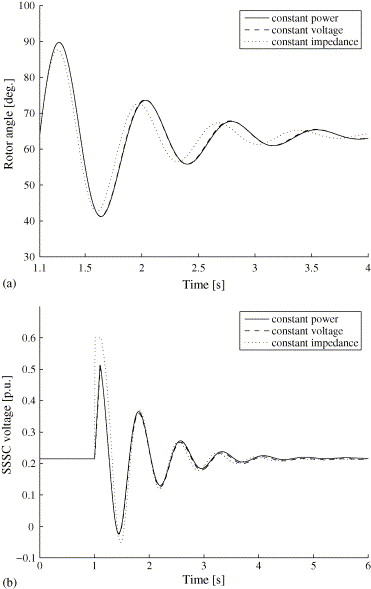 100
90
80
70
60
50
40
30
Rotor angle [deg.]
constant power
constant voltage
constant impedance
1.1
1.5
2
2.5
3
3.5
4
Time [s]
(a)
0.6
0.5
0.4
0.3
0.2
0.1
0
−0.1
SSSC voltage [p.u.]
constant power
constant voltage
constant impedance
0
1
2
3
4
5
6
Time [s]
(b)